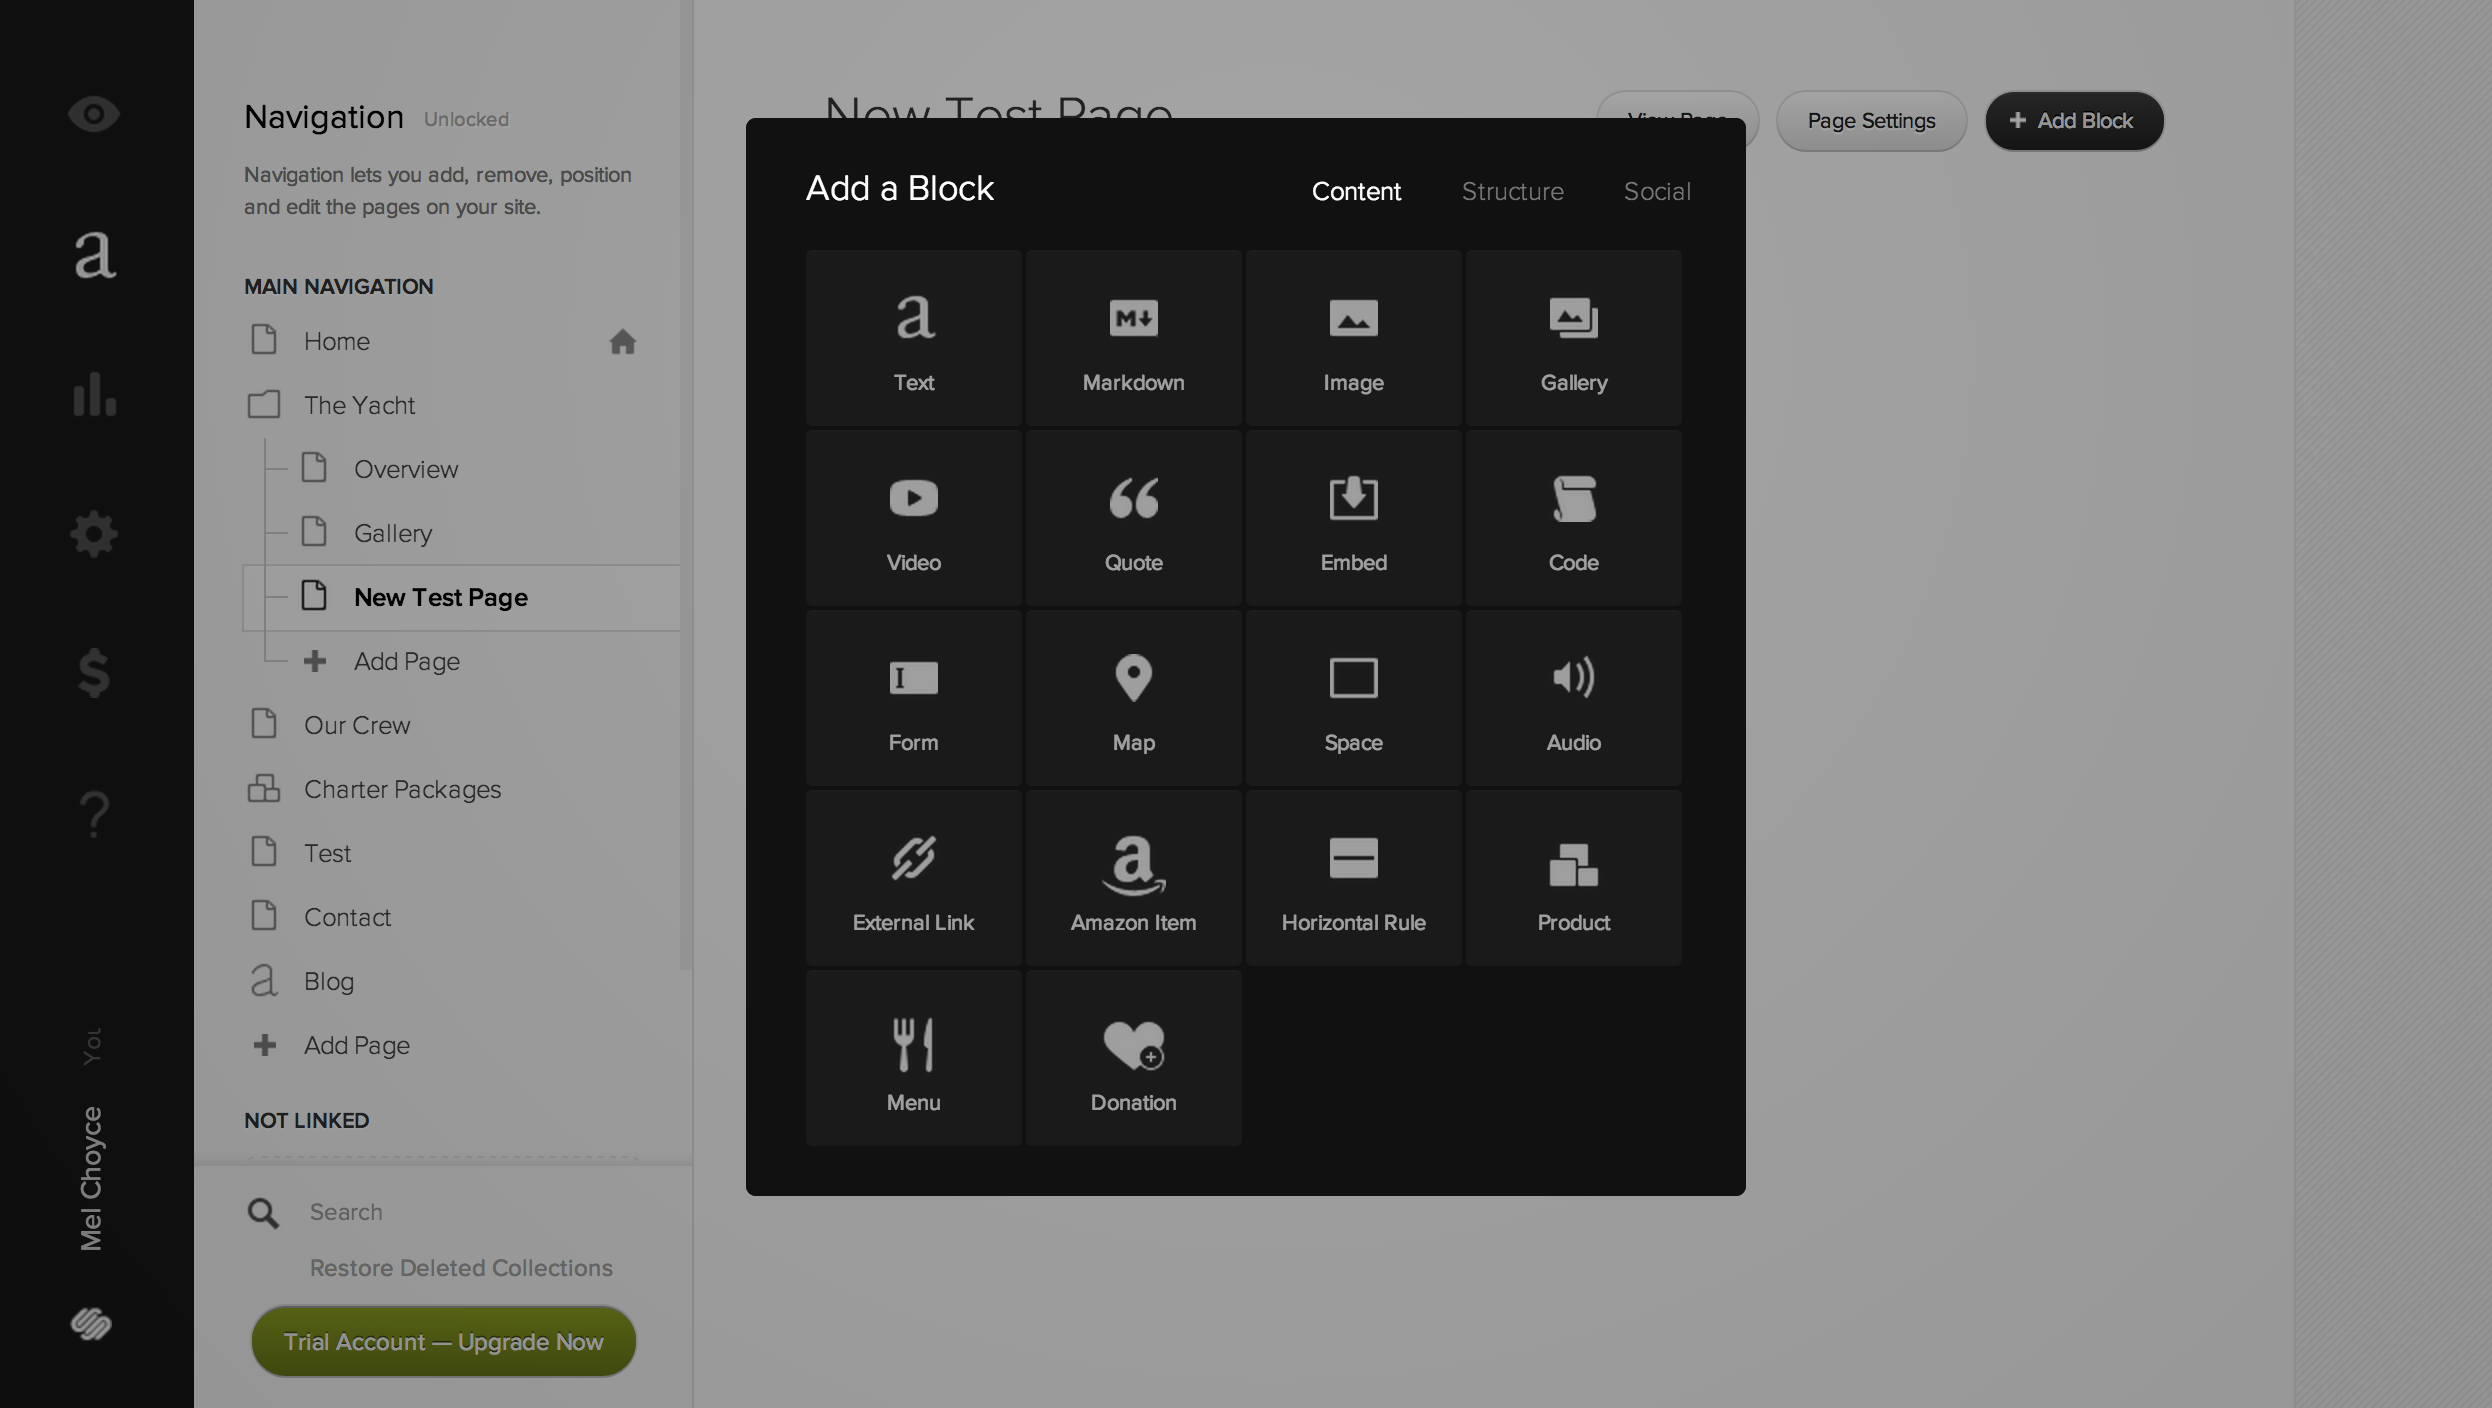 Navigation Unlocked
Navigation lets you add, remove, position
and edit the pages on your site.
MAIN NAVIGATION
Home
The Yacht
Overview
Gallery
New Test Page
Add Page
Our Crew
Charter Packages
Test
Contact
Blog
Add Page
NOT LINKED
Search
Restore Deleted Collections
Trial Account — Upgrade Now
Mel Choyce
New Test Page
View Page
Page Settings
+ Add Block
Add a Block
Content
Structure
Social
a
Text
M
Markdown
Image
Gallery
Video
Quote
Embed
Code
Form
Map
Space
Audio
External Link
Amazon Item
Horizontal Rule
Product
Menu
Donation